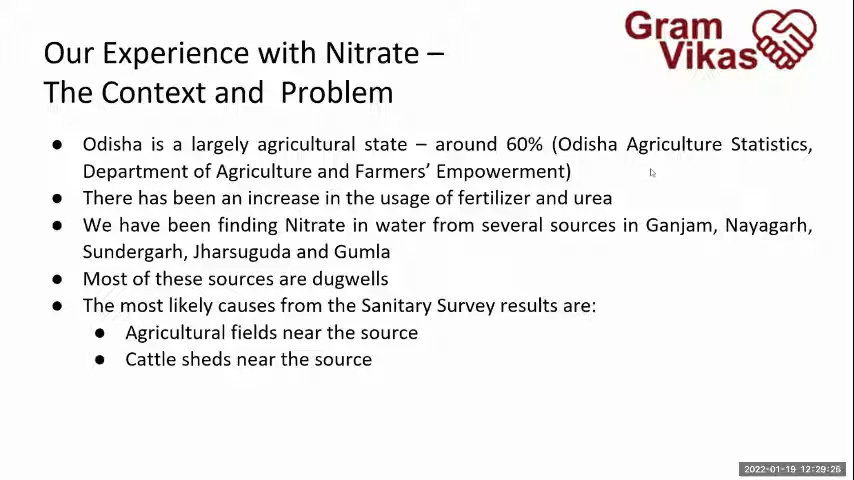 Gram
Vikas
Our Experience with Nitrate –
The Context and Problem
● Odisha is a largely agricultural state – around 60% (Odisha Agriculture Statistics,
Department of Agriculture and Farmers’ Empowerment)
● There has been an increase in the usage of fertilizer and urea
● We have been finding Nitrate in water from several sources in Ganjam, Nayagarh,
Sundergarh, Jharsuguda and Gumla
● Most of these sources are dugwells
● The most likely causes from the Sanitary Survey results are:
● Agricultural fields near the source
● Cattle sheds near the source
2022-01-19 12:29:26